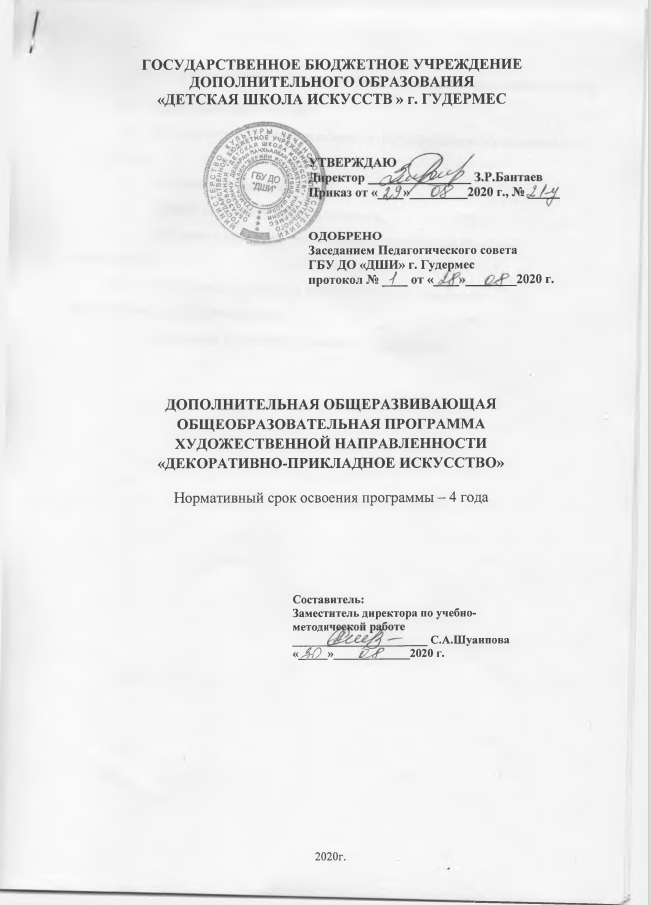 ГОСУДАРСТВЕННОЕ БЮДЖЕТНОЕ УЧРЕЖДЕНИЕ
ДОПОЛНИТЕЛЬНОГО ОБРАЗОВАНИЯ
«ДЕТСКАЯ ШКОЛА ИСКУССТВ » г. ГУДЕРМЕС
ГБУ ДО
"ДШИ"
УТВЕРЖДАЮ
Директор З.Р.Бантаев
Приказ от «29» 08 2020 г., № 21-у
ОДОБРЕНО
Заседанием Педагогического совета
ГБУ ДО «ДШИ» г. Гудермес
протокол № 1 от «28» 08 2020 г.
ДОПОЛНИТЕЛЬНАЯ ОБЩЕРАЗВИВАЮЩАЯ
ОБЩЕОБРАЗОВАТЕЛЬНАЯ ПРОГРАММА
ХУДОЖЕСТВЕННОЙ НАПРАВЛЕННОСТИ
«ДЕКОРАТИВНО-ПРИКЛАДНОЕ ИСКУССТВО»
Нормативный срок освоения программы – 4 года
Составитель:
Заместитель директора по учебно-
методической работе
С.А.Шуаипова
«30» 08 2020 г.
2020г.